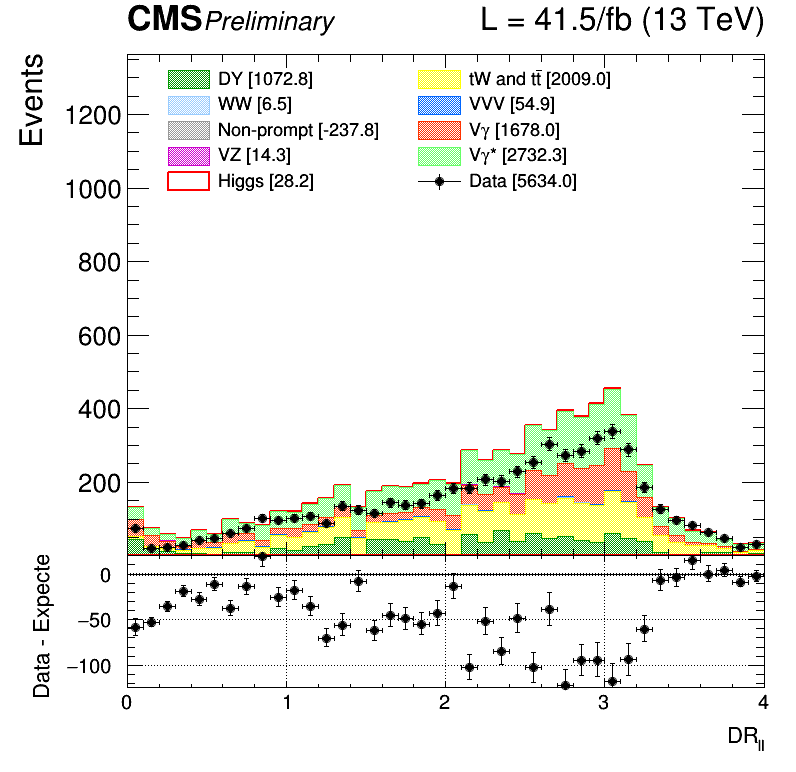 CMS Preliminary L = 41.5/fb (13 TeV)
Events
DY [1072.8]
WW [6.5]
Non-prompt [-237.8]
VZ [14.3]
Higgs [28.2]
tW and tt̄ [2009.0]
VVV [54.9]
Vγ [1678.0]
Vγ* [2732.3]
Data [5634.0]
1200
1000
800
600
400
200
Data - Expecte
0
−50
−100
0 1 2 3 4
DRll